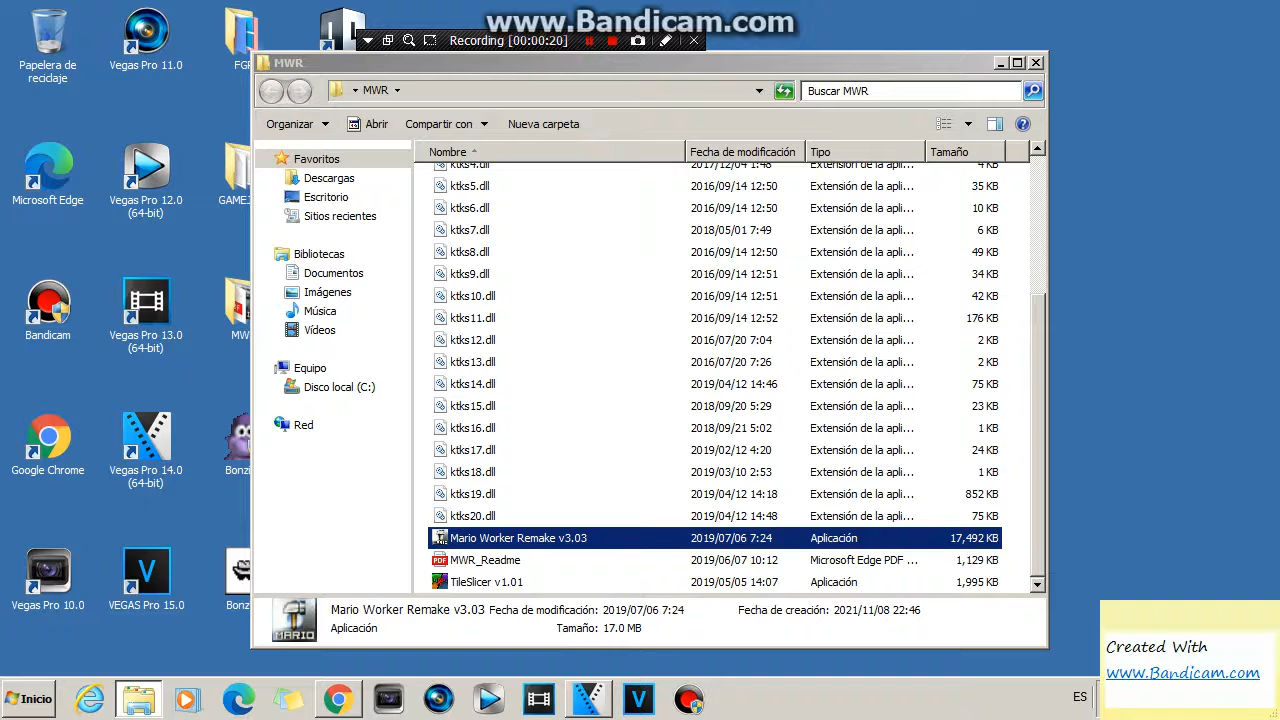 www.Bandicam.com
Recording [00:00:20]
Papelera de
reciclaje
Vegas Pro 11.0
FGR
Microsoft Edge
Vegas Pro 12.0
(64-bit)
Bandicam
Vegas Pro 13.0
(64-bit)
MW
Google Chrome
Vegas Pro 14.0
(64-bit)
Bonzi
Vegas Pro 10.0
VEGAS Pro 15.0
Bonz
MWR
MWR
Buscar MWR
Organizar Abrir Compartir con Nueva carpeta
Favoritos
Descargas
Escritorio
Sitios recientes
Bibliotecas
Documentos
Imágenes
Música
Vídeos
Equipo
Disco local (C:)
Red
Nombre Fecha de modificación Tipo Tamaño
ktks4.dll 2017/12/04 1:48 Extensión de la apli... 4 KB
ktks5.dll 2016/09/14 12:50 Extensión de la apli... 35 KB
ktks6.dll 2016/09/14 12:50 Extensión de la apli... 10 KB
ktks7.dll 2018/05/01 7:49 Extensión de la apli... 6 KB
ktks8.dll 2016/09/14 12:50 Extensión de la apli... 49 KB
ktks9.dll 2016/09/14 12:51 Extensión de la apli... 34 KB
ktks10.dll 2016/09/14 12:51 Extensión de la apli... 42 KB
ktks11.dll 2016/09/14 12:52 Extensión de la apli... 176 KB
ktks12.dll 2016/07/20 7:04 Extensión de la apli... 2 KB
ktks13.dll 2016/07/20 7:26 Extensión de la apli... 2 KB
ktks14.dll 2019/04/12 14:46 Extensión de la apli... 75 KB
ktks15.dll 2018/09/20 5:29 Extensión de la apli... 23 KB
ktks16.dll 2018/09/21 5:02 Extensión de la apli... 1 KB
ktks17.dll 2019/02/12 4:20 Extensión de la apli... 24 KB
ktks18.dll 2019/03/10 2:53 Extensión de la apli... 1 KB
ktks19.dll 2019/04/12 14:18 Extensión de la apli... 852 KB
ktks20.dll 2019/04/12 14:48 Extensión de la apli... 75 KB
Mario Worker Remake v3.03 2019/07/06 7:24 Aplicación 17,492 KB
MWR_Readme 2019/06/07 10:12 Microsoft Edge PDF ... 1,129 KB
TileSlicer v1.01 2019/05/05 14:07 Aplicación 1,995 KB
MARIO
Mario Worker Remake v3.03 Fecha de modificación: 2019/07/06 7:24 Fecha de creación: 2021/11/08 22:46
Aplicación Tamaño: 17.0 MB
Created With
www.Bandicam.com
Inicio
ES